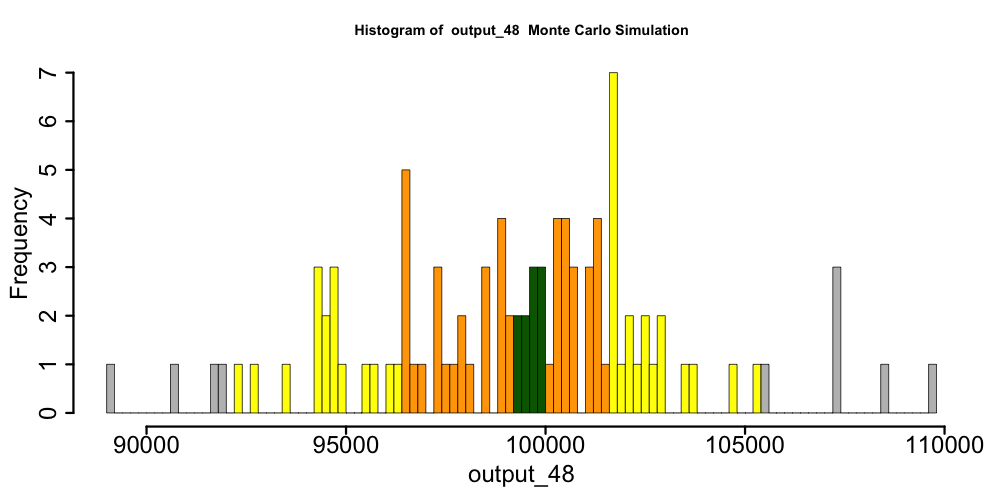 Histogram of output_48 Monte Carlo Simulation
7
6
5
4
3
2
1
0
Frequency
90000 95000 100000 105000 110000
output_48